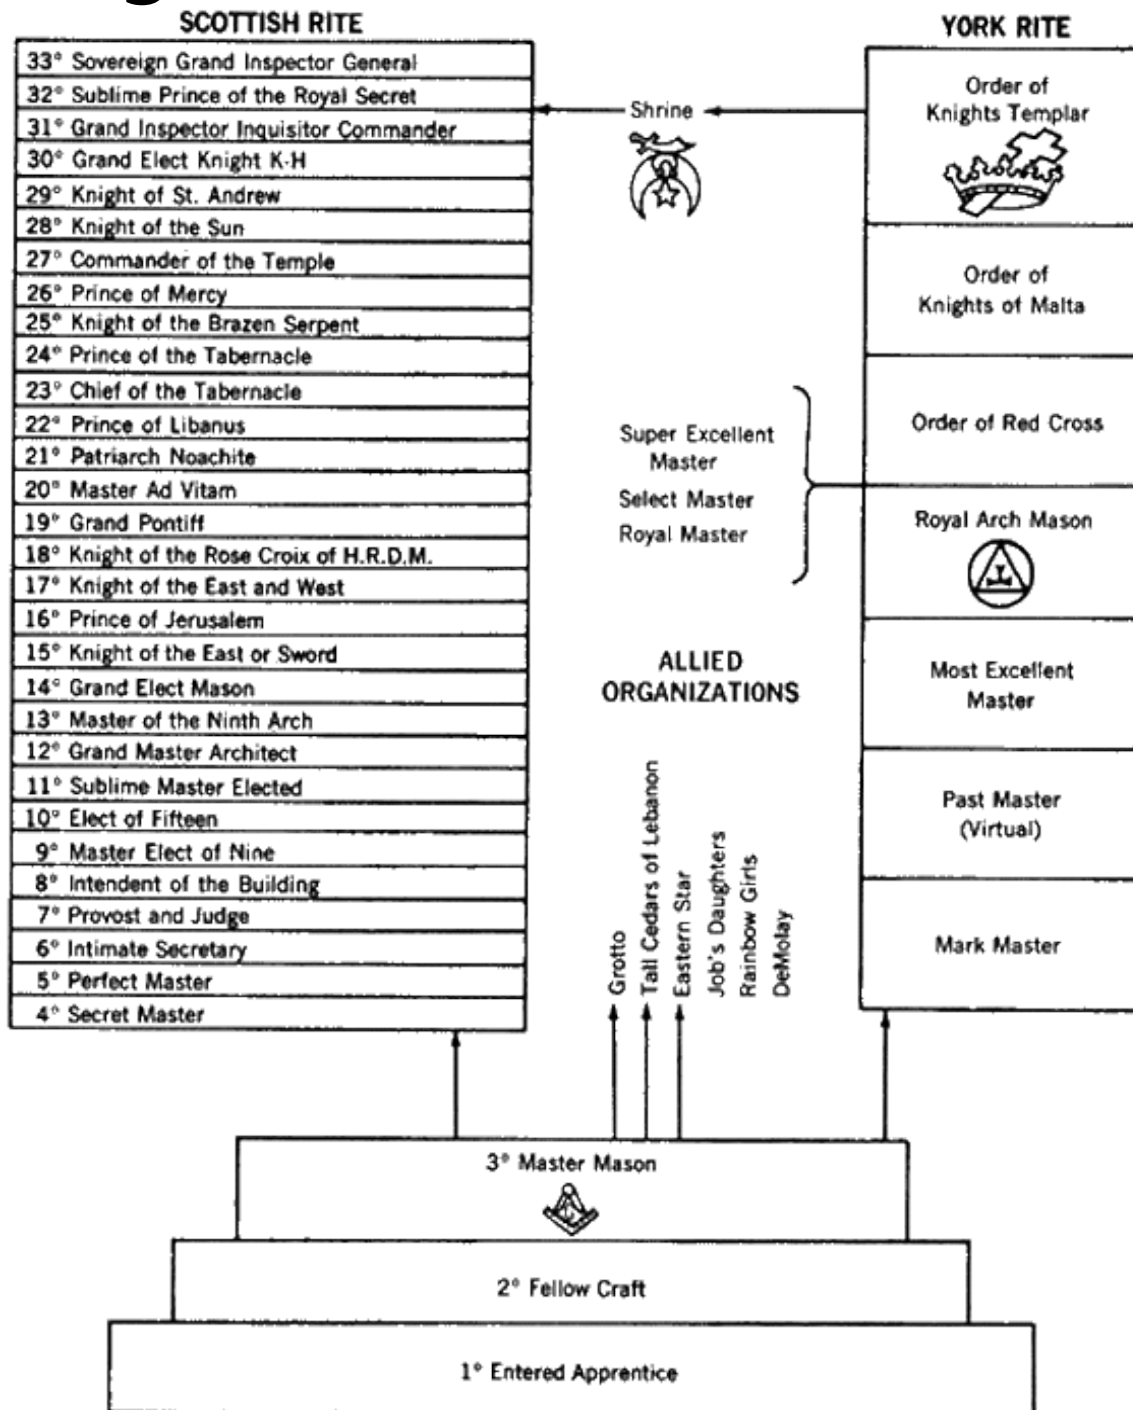 SCOTTISH RITE
33° Sovereign Grand Inspector General
32° Sublime Prince of the Royal Secret
31° Grand Inspector Inquisitor Commander
30° Grand Elect Knight K-H
29° Knight of St. Andrew
28° Knight of the Sun
27° Commander of the Temple
26° Prince of Mercy
25° Knight of the Brazen Serpent
24° Prince of the Tabernacle
23° Chief of the Tabernacle
22° Prince of Libanus
21° Patriarch Noachite
20° Master Ad Vitam
19° Grand Pontiff
18° Knight of the Rose Croix of H.R.D.M.
17° Knight of the East and West
16° Prince of Jerusalem
15° Knight of the East or Sword
14° Grand Elect Mason
13° Master of the Ninth Arch
12° Grand Master Architect
11° Sublime Master Elected
10° Elect of Fifteen
9° Master Elect of Nine
8° Intendent of the Building
7° Provost and Judge
6° Intimate Secretary
5° Perfect Master
4° Secret Master
Shrine
Super Excellent
Master
Select Master
Royal Master
ALLIED
ORGANIZATIONS
Grotto
Tall Cedars of Lebanon
Eastern Star
Job's Daughters
Rainbow Girls
DeMolay
YORK RITE
Order of
Knights Templar
Order of
Knights of Malta
Order of Red Cross
Royal Arch Mason
Most Excellent
Master
Past Master
(Virtual)
Mark Master
3° Master Mason
2° Fellow Craft
1° Entered Apprentice